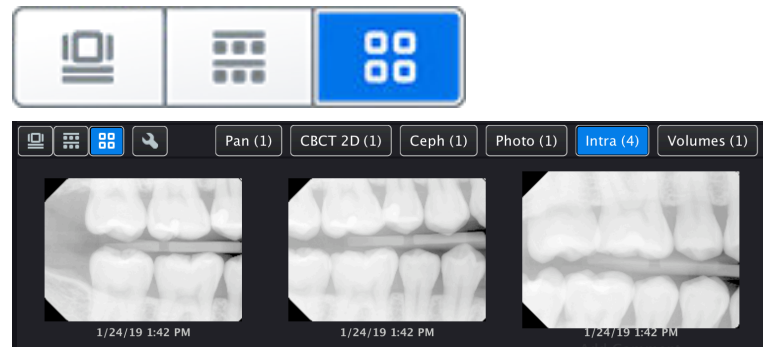 Pan (1) CBCT 2D (1) Ceph (1) Photo (1) Intra (4) Volumes (1)
1/24/19 1:42 PM 1/24/19 1:42 PM 1/24/19 1:42 PM